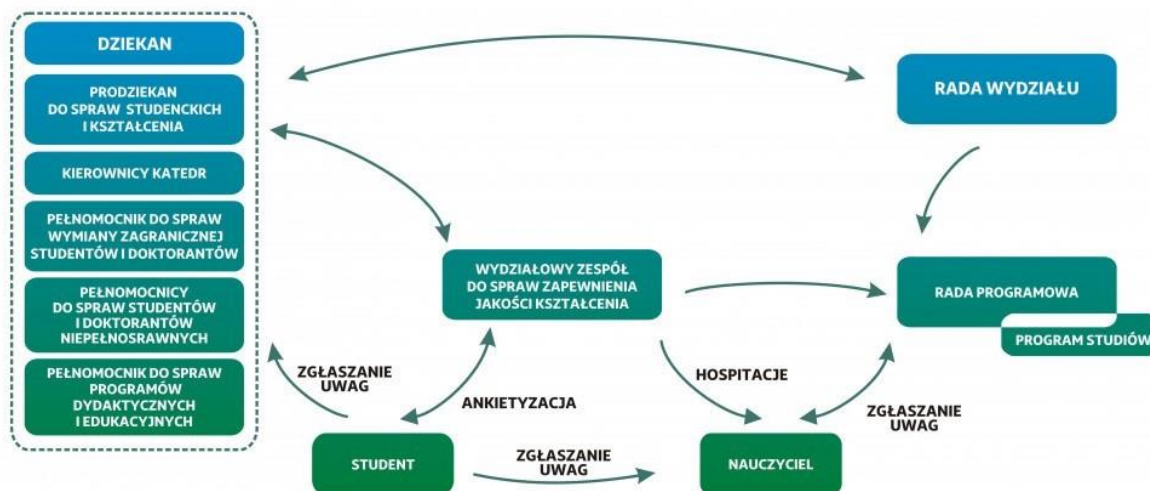 DZIEKAN
PRODZIEKAN
DO SPRAW STUDENCKICH
I KSZTAŁCENIA
KIEROWNICY KATEDR
PEŁNOMOCNIK DO SPRAW
WYMIANY ZAGRANICZNEJ
STUDENTÓW I DOKTORANTÓW
PEŁNOMOCNICY
DO SPRAW STUDENTÓW
I DOKTORANTÓW
NIEPEŁNOSRAWNYCH
PEŁNOMOCNIK DO SPRAW
PROGRAMÓW
DYDAKTYCZNYCH
I EDUKACYJNYCH
RADA WYDZIAŁU
WYDZIAŁOWY ZESPÓŁ
DO SPRAW ZAPEWNIENIA
JAKOŚCI KSZTAŁCENIA
RADA PROGRAMOWA
PROGRAM STUDIÓW
ZGŁASZANIE
UWAG
ANKIETYZACJA
HOSPITACJE
ZGŁASZANIE
UWAG
STUDENT
ZGŁASZANIE
UWAG
NAUCZYCIEL